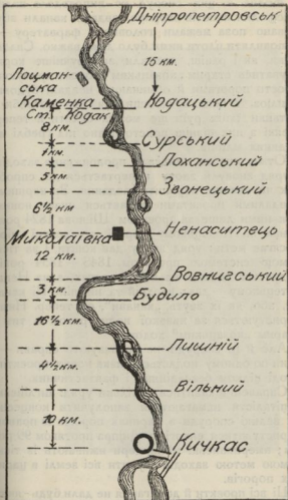 Дніпропетровськ
15 км.
Лоцман-
ська
Каменка
Кодацький
Ст. Кодак
8 км.
Сурський
1 км.
Лоханський
5 км
Звонецький
6½ км
Ненаситець
Миколаївка
12 км.
Вовнигський
3 км.
Будило
16½ км.
Лишній
4½ км.
Вільний
10 км.
Кичкас